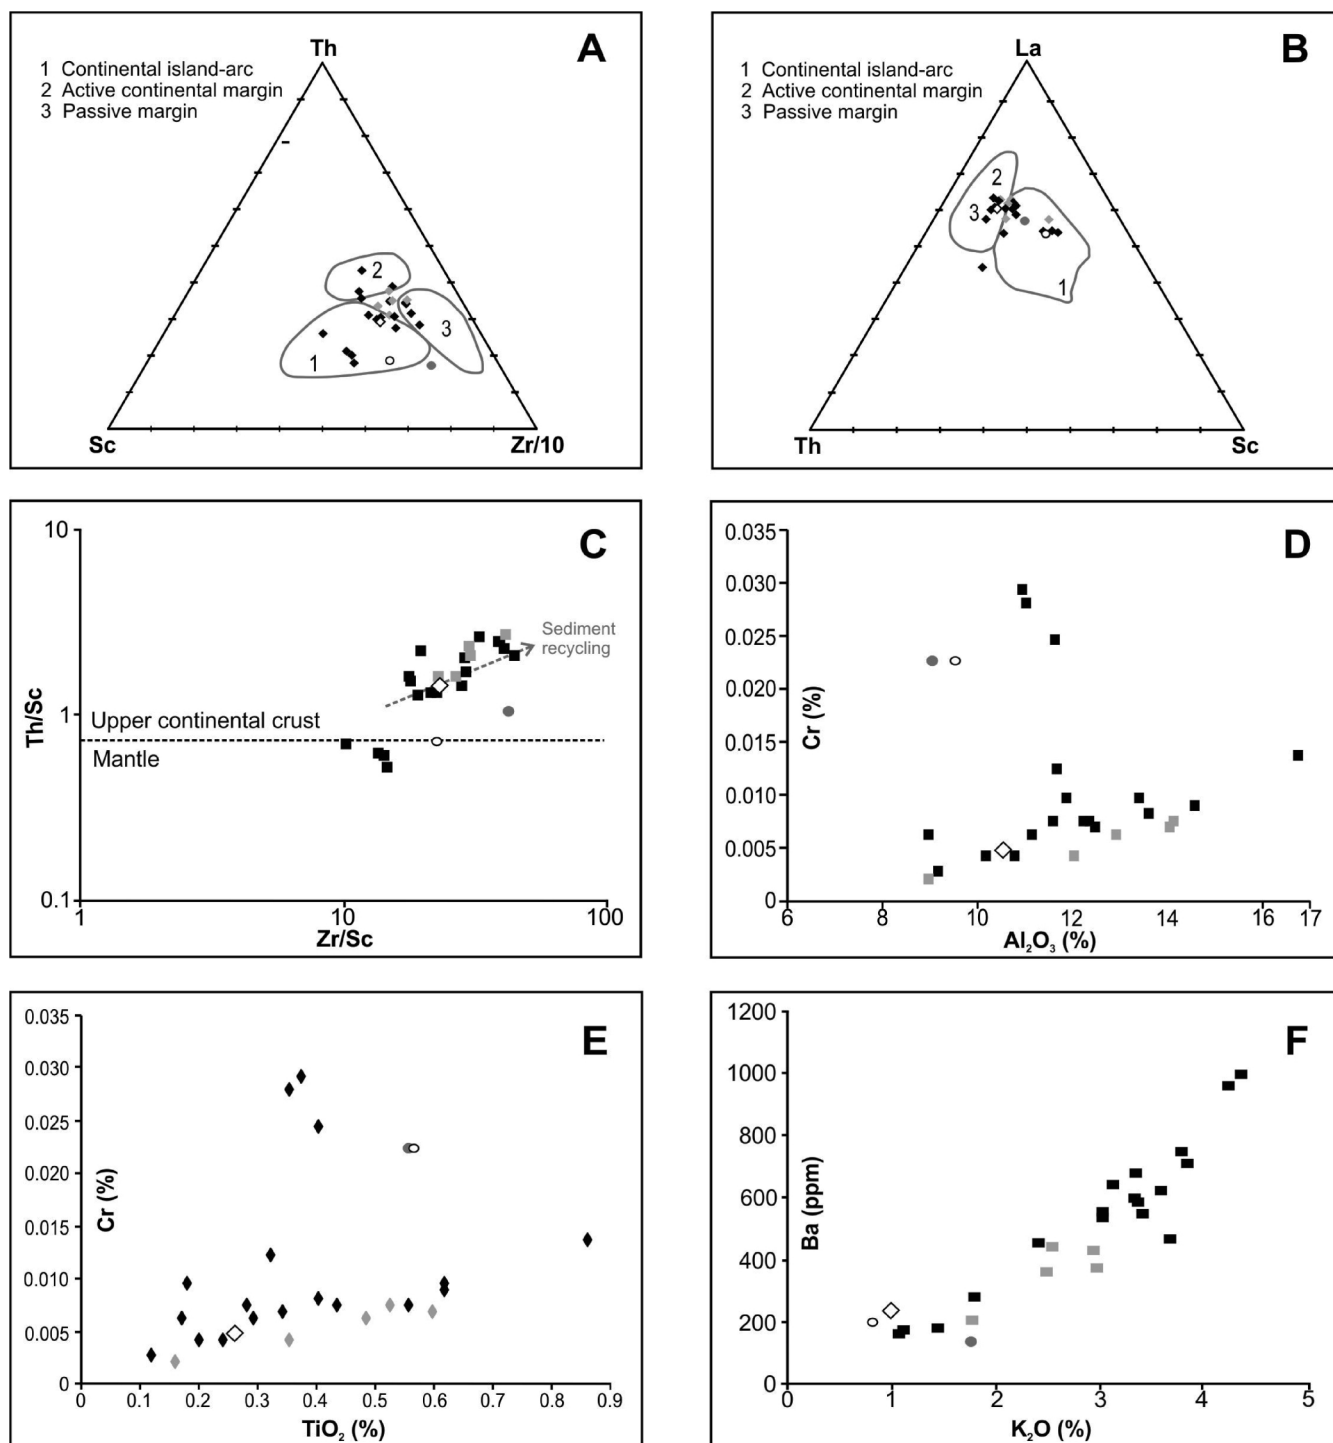 A
Th
1 Continental island-arc
2 Active continental margin
3 Passive margin
2
3
1
Sc
Zr/10
B
La
1 Continental island-arc
2 Active continental margin
3 Passive margin
2
3
1
Th
Sc
C
10
Sediment
recycling
Th/Sc
1
Upper continental crust
Mantle
0.1
1
10
100
Zr/Sc
D
0.035
0.030
0.025
0.020
Cr (%)
0.015
0.010
0.005
0
6
8
10
12
14
16
17
Al₂O₃ (%)
E
0.035
0.030
0.025
0.020
Cr (%)
0.015
0.010
0.005
0
0
0.1
0.2
0.3
0.4
0.5
0.6
0.7
0.8
0.9
TiO₂ (%)
F
1200
1000
800
600
Ba (ppm)
400
200
0
0
1
2
3
4
5
K₂O (%)